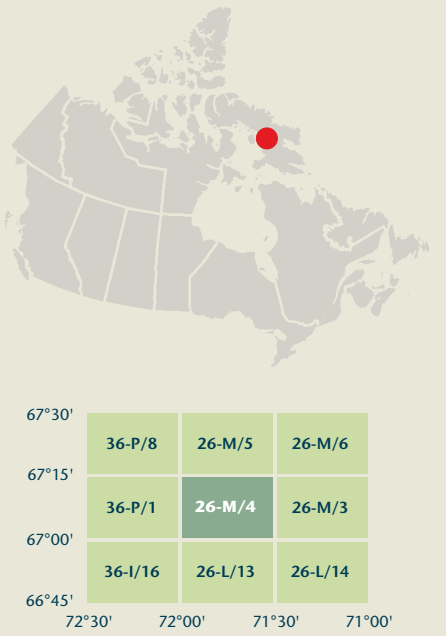 67°30'
36-P/8 26-M/5 26-M/6
67°15'
36-P/1 26-M/4 26-M/3
67°00'
36-I/16 26-L/13 26-L/14
66°45'
72°30' 72°00' 71°30' 71°00'